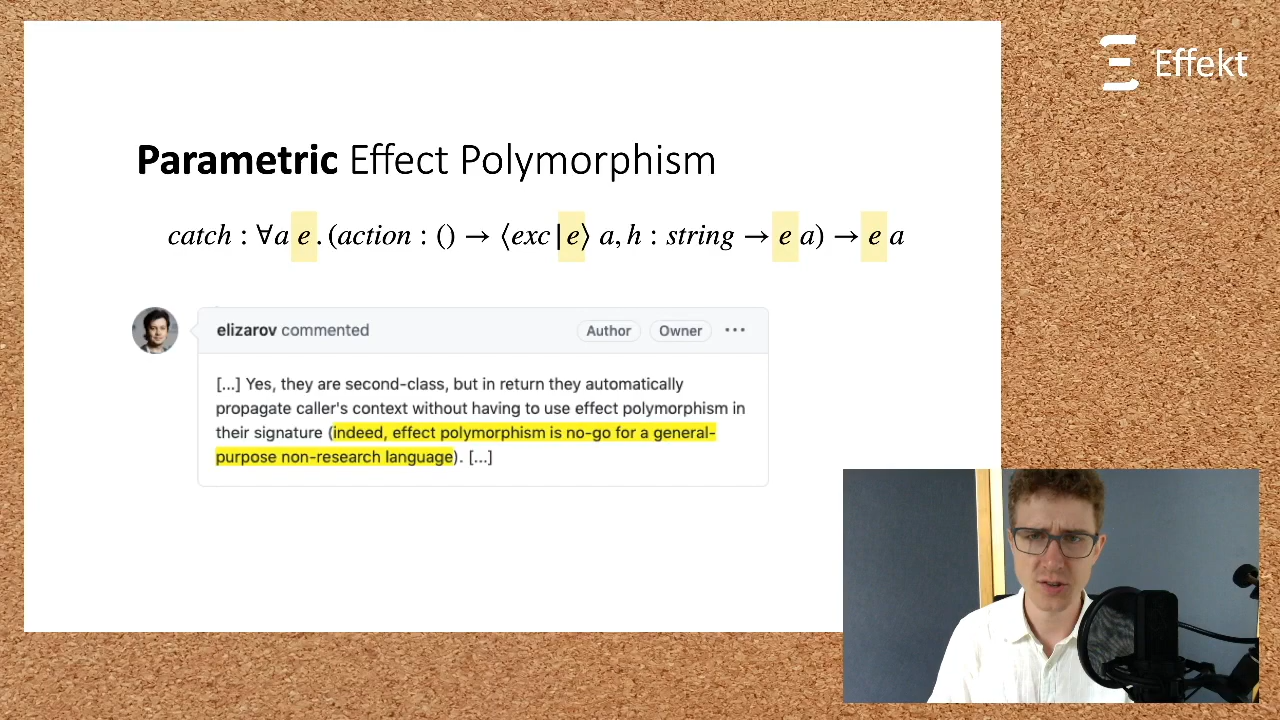 Effekt
Parametric Effect Polymorphism
catch : ∀a e . (action : () → ⟨exc | e⟩ a, h : string → e a) → e a
elizarov commented
Author
Owner
[...] Yes, they are second-class, but in return they automatically
propagate caller's context without having to use effect polymorphism in
their signature (indeed, effect polymorphism is no-go for a general-
purpose non-research language). [...]